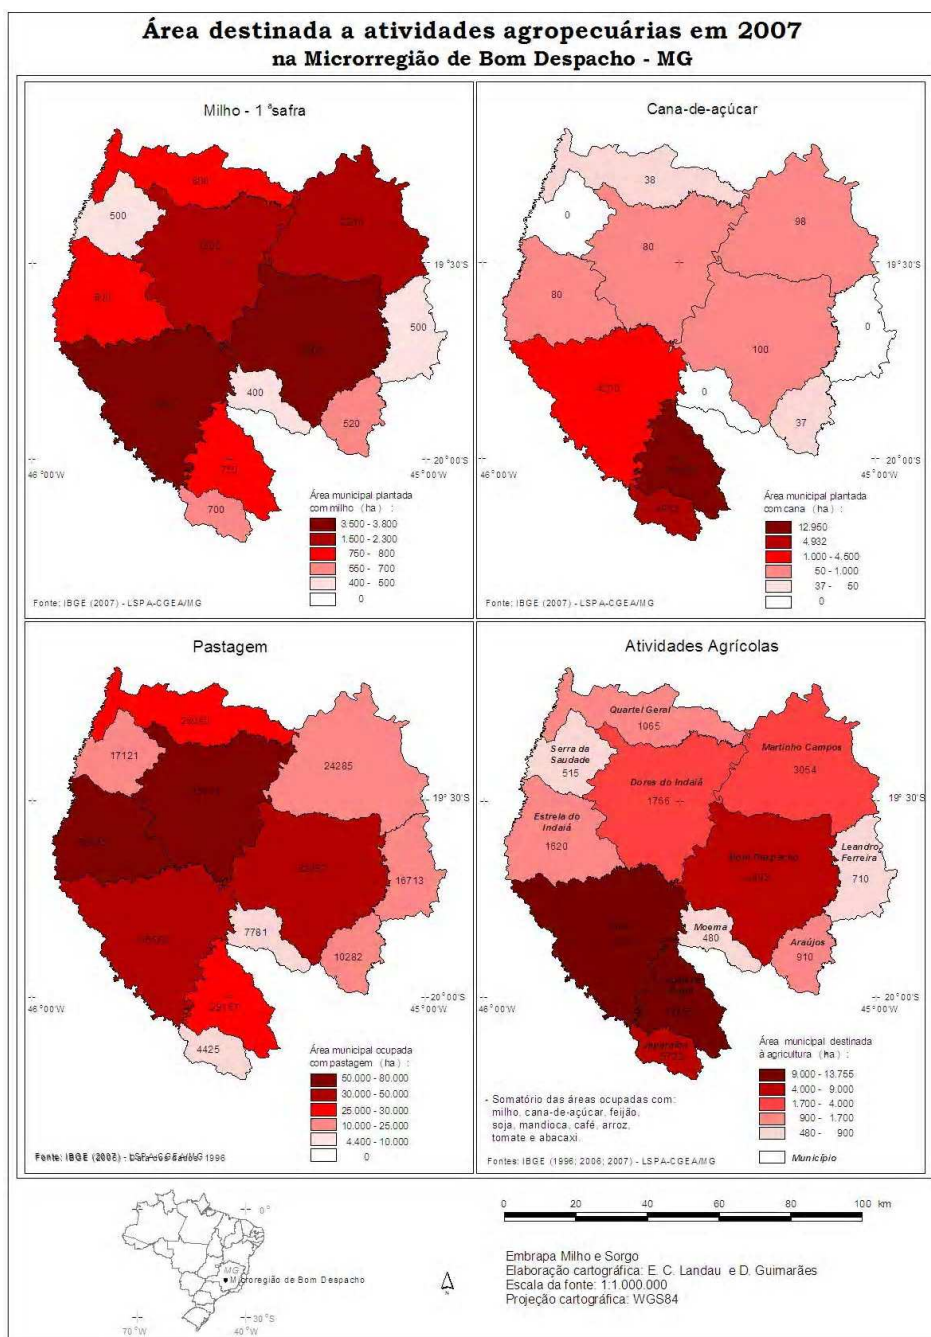 Área destinada a atividades agropecuárias em 2007
na Microrregião de Bom Despacho - MG
Milho - 1ª safra
500
500
400
520
700
19°30'S
20°00'S
46°00'W
45°00'W
Área municipal plantada
com milho (ha) :
3.500 - 3.800
1.500 - 2.300
750 - 800
550 - 700
400 - 500
0
Fonte: IBGE (2007) - LSPA-CGEA/MG
Cana-de-açúcar
38
0
80
98
80
0
100
0
37
19°30'S
20°00'S
46°00'W
45°00'W
Área municipal plantada
com cana (ha) :
12.950
4.932
1.000 - 4.500
50 - 1.000
37 - 50
0
Fonte: IBGE (2007) - LSPA-CGEA/MG
Pastagem
17121
24285
16713
7781
10282
4425
19°30'S
20°00'S
46°00'W
45°00'W
Área municipal ocupada
com pastagem (ha) :
50.000 - 80.000
30.000 - 50.000
25.000 - 30.000
10.000 - 25.000
4.400 - 10.000
0
Atividades Agrícolas
Quartel Geral
1065
Serra da
Saudade
515
Martinho Campos
3054
Dores do Indaiá
1766
Estrela do
Indaiá
1620
Bom Despacho
Leandro
Ferreira
710
Moema
480
Araújos
910
Japaraíba
19°30'S
20°00'S
46°00'W
45°00'W
Área municipal destinada
à agricultura (ha) :
9.000 - 13.755
4.000 - 9.000
1.700 - 4.000
900 - 1.700
480 - 900
Município
- Somatório das áreas ocupadas com:
milho, cana-de-açúcar, feijão,
soja, mandioca, café, arroz,
tomate e abacaxi.
Fontes: IBGE (1996; 2006; 2007) - LSPA-CGEA/MG
0°
MG
Microregião de Bom Despacho
30°S
70°W
40°W
N
0 20 40 60 80 100 km
Embrapa Milho e Sorgo
Elaboração cartográfica: E. C. Landau e D. Guimarães
Escala da fonte: 1:1.000.000
Projeção cartográfica: WGS84